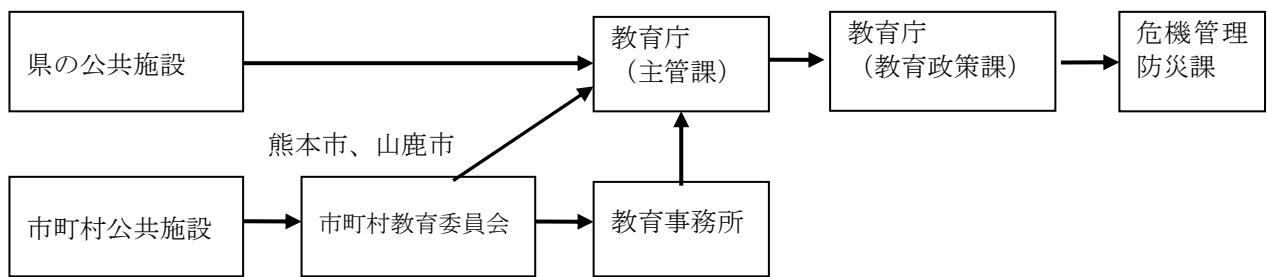 県の公共施設
教育庁
（主管課）
教育庁
（教育政策課）
危機管理
防災課
熊本市、山鹿市
市町村公共施設
市町村教育委員会
教育事務所